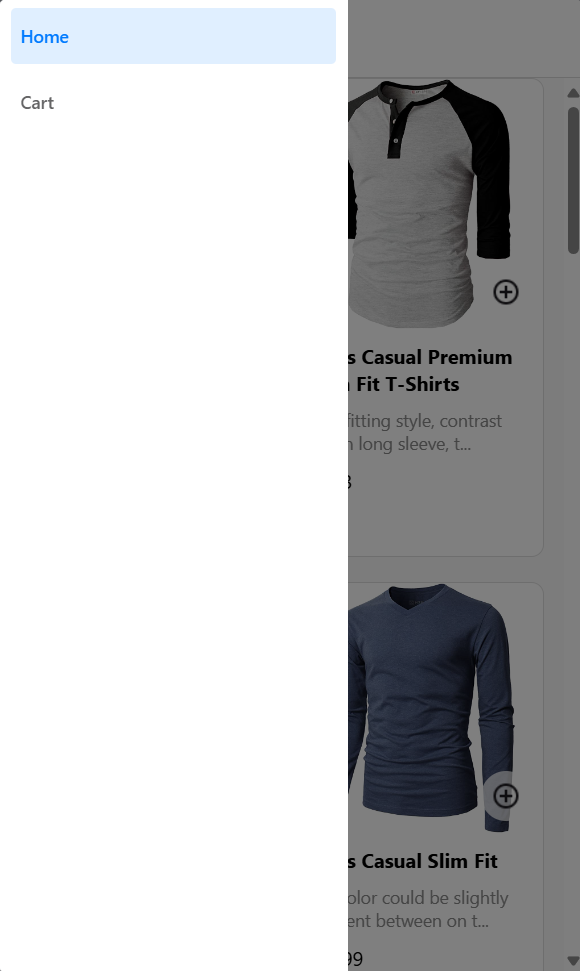 Home
Cart
s Casual Premium
Fit T-Shirts
fitting style, contrast
long sleeve, t...
s Casual Slim Fit
olor could be slightly
ent between on t...
99